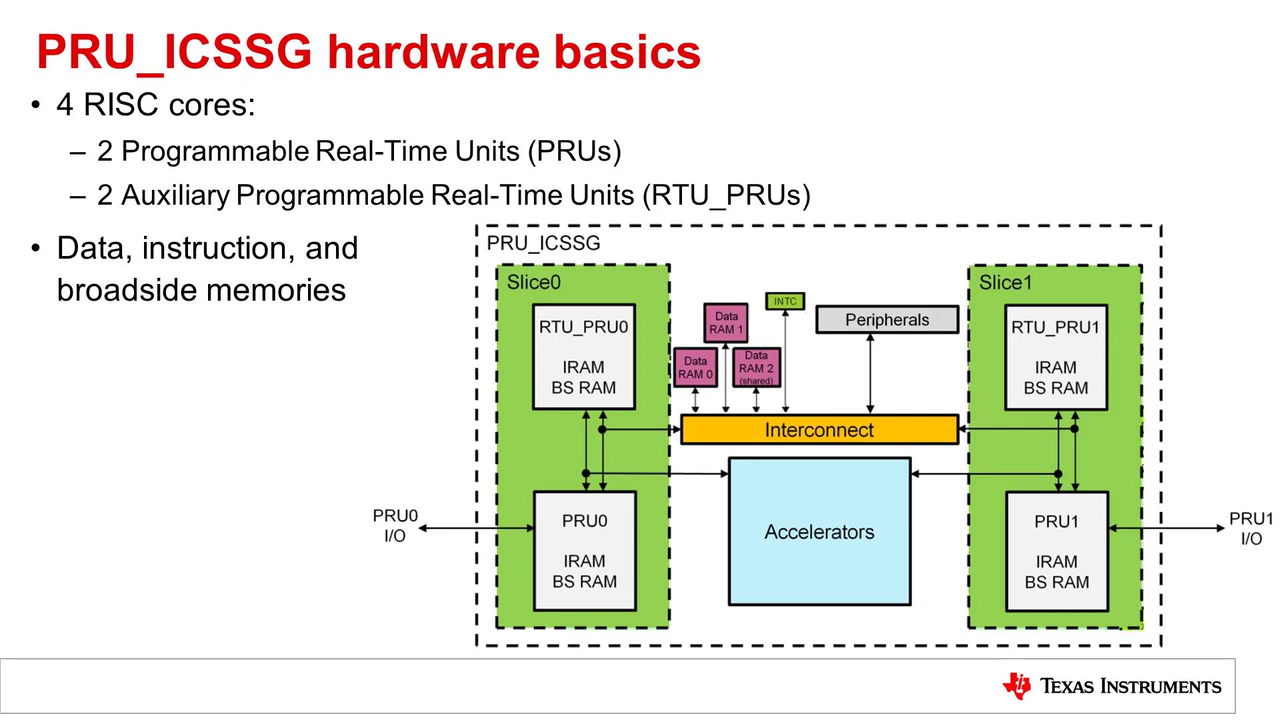 PRU_ICSSG hardware basics
• 4 RISC cores:
– 2 Programmable Real-Time Units (PRUs)
– 2 Auxiliary Programmable Real-Time Units (RTU_PRUs)
• Data, instruction, and
broadside memories
PRU_ICSSG
Slice0
RTU_PRU0
IRAM
BS RAM
PRU0
IRAM
BS RAM
PRU0
I/O
Data
RAM 0
Data
RAM 1
Data
RAM 2
(shared)
INTC
Peripherals
Interconnect
Accelerators
Slice1
RTU_PRU1
IRAM
BS RAM
PRU1
IRAM
BS RAM
PRU1
I/O
TEXAS INSTRUMENTS